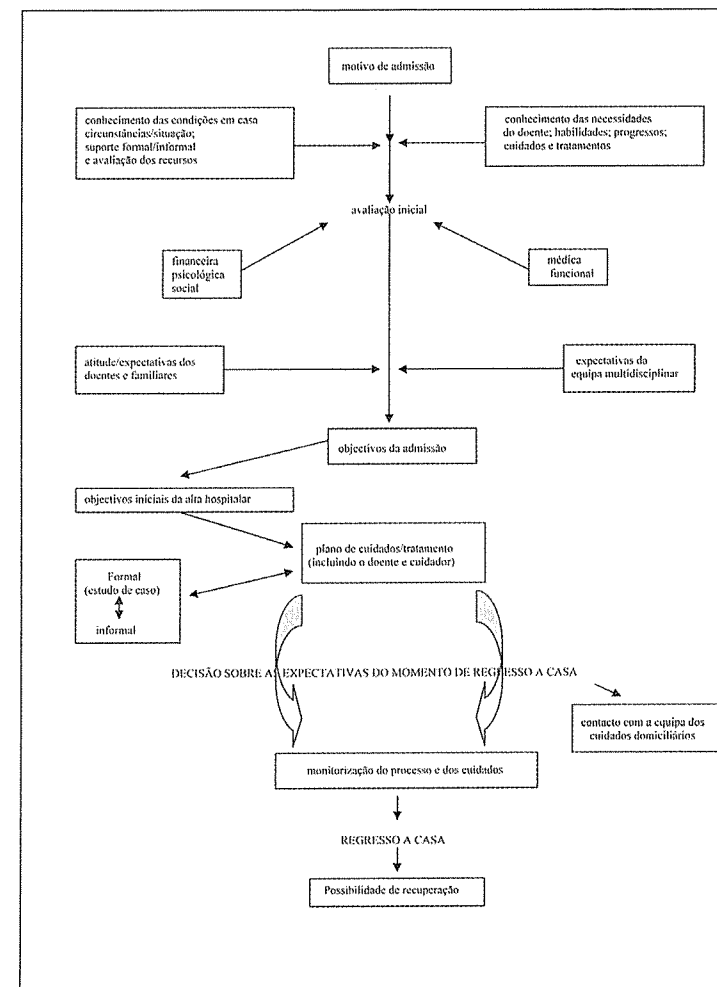 motivo de admissão
conhecimento das condições em casa
circunstâncias/situação;
suporte formal/informal
e avaliação dos recursos
conhecimento das necessidades
do doente; habilidades; progressos;
cuidados e tratamentos
avaliação inicial
financeira
psicológica
social
médica
funcional
atitude/expectativas dos
doentes e familiares
expectativas da
equipa multidisciplinar
objectivos da admissão
objectivos iniciais da alta hospitalar
plano de cuidados/tratamento
(incluindo o doente e cuidador)
Formal
(estudo de caso)
informal
DECISÃO SOBRE AS EXPECTATIVAS DO MOMENTO DE REGRESSO A CASA
contacto com a equipa dos
cuidados domiciliários
monitorização do processo e dos cuidados
REGRESSO A CASA
Possibilidade de recuperação